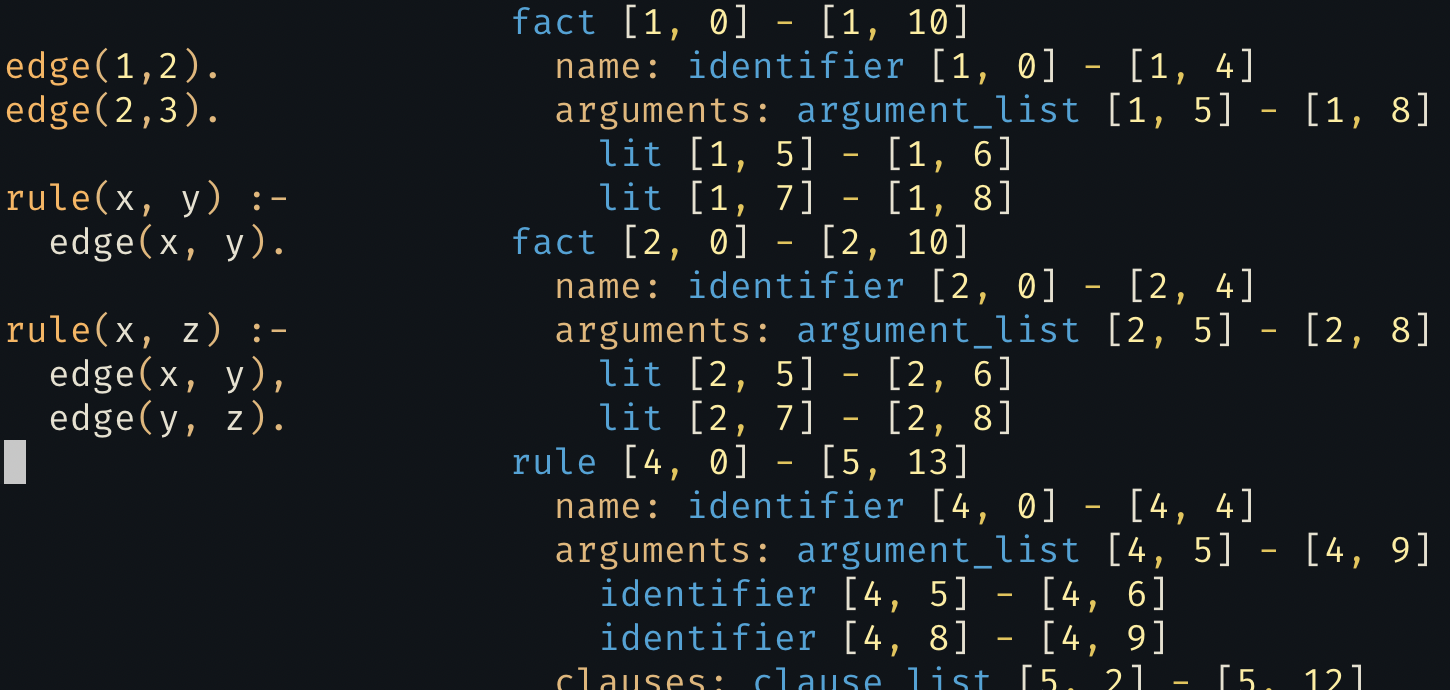 edge(1,2).
edge(2,3).
rule(x, y) :-
edge(x, y).
rule(x, z) :-
edge(x, y),
edge(y, z).
fact [1, 0] - [1, 10]
name: identifier [1, 0] - [1, 4]
arguments: argument_list [1, 5] - [1, 8]
lit [1, 5] - [1, 6]
lit [1, 7] - [1, 8]
fact [2, 0] - [2, 10]
name: identifier [2, 0] - [2, 4]
arguments: argument_list [2, 5] - [2, 8]
lit [2, 5] - [2, 6]
lit [2, 7] - [2, 8]
rule [4, 0] - [5, 13]
name: identifier [4, 0] - [4, 4]
arguments: argument_list [4, 5] - [4, 9]
identifier [4, 5] - [4, 6]
identifier [4, 8] - [4, 9]
clauses: clause_list [5, 2] - [5, 12]